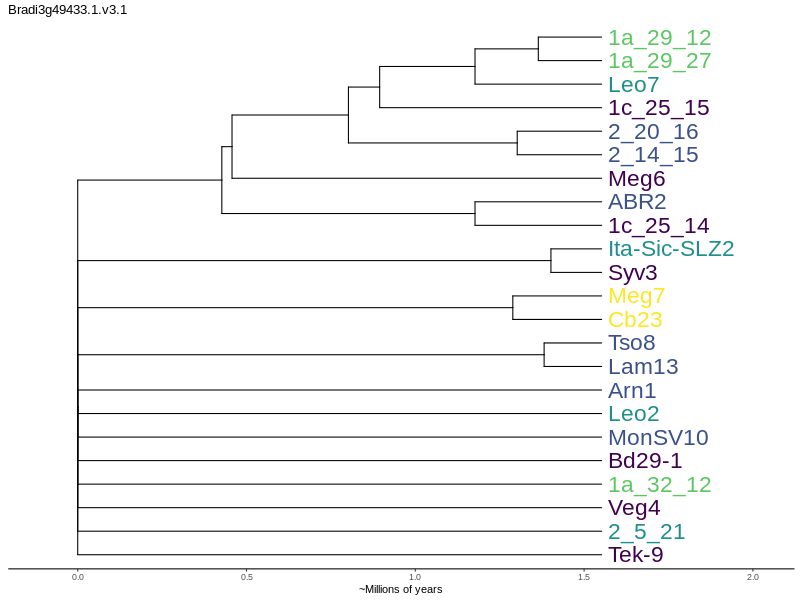 Bradi3g49433.1.v3.1
1a_29_12
1a_29_27
Leo7
1c_25_15
2_20_16
2_14_15
Meg6
ABR2
1c_25_14
Ita-Sic-SLZ2
Syv3
Meg7
Cb23
Tso8
Lam13
Arn1
Leo2
MonSV10
Bd29-1
1a_32_12
Veg4
2_5_21
Tek-9
0.0 0.5 1.0 1.5 2.0
~Millions of years